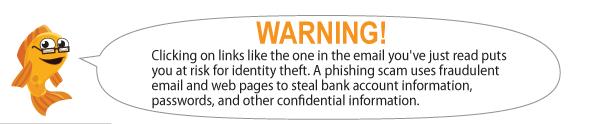 WARNING!
Clicking on links like the one in the email you've just read puts
you at risk for identity theft. A phishing scam uses fraudulent
email and web pages to steal bank account information,
passwords, and other confidential information.